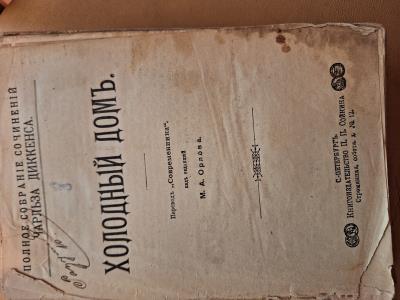 ПОЛНОЕ СОБРАНІЕ СОЧИНЕНІЙ
ЧАРЛЬЗА ДИККЕНСА.
8
ХОЛОДНЫЙ ДОМЪ.
Переводъ „Современника“,
подъ редакціей
М. А. Орлова.
С.-ПЕТЕРБУРГЪ.
Книгоиздательство П. П. Сойкина
Стремянная, собств. д. № 12.